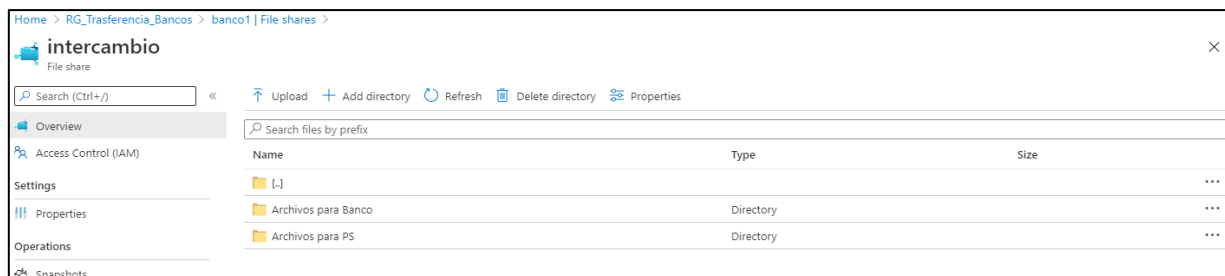 Home > RG_Trasferencia_Bancos > banco1 | File shares >
intercambio
File share
Search (Ctrl+/)
«
Upload
Add directory
Refresh
Delete directory
Properties
Overview
Search files by prefix
Access Control (IAM)
Name Type Size
[..]
Settings
Properties
Archivos para Banco Directory
Archivos para PS Directory
Operations
Snapshots